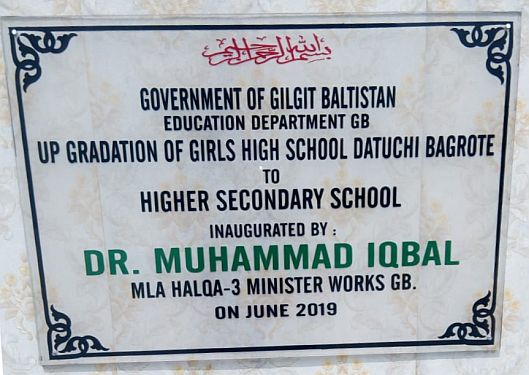 بسم الله الرحمن الرحيم
GOVERNMENT OF GILGIT BALTISTAN
EDUCATION DEPARTMENT GB
UP GRADATION OF GIRLS HIGH SCHOOL DATUCHI BAGROTE
TO
HIGHER SECONDARY SCHOOL
INAUGURATED BY :
DR. MUHAMMAD IQBAL
MLA HALQA-3 MINISTER WORKS GB.
ON JUNE 2019